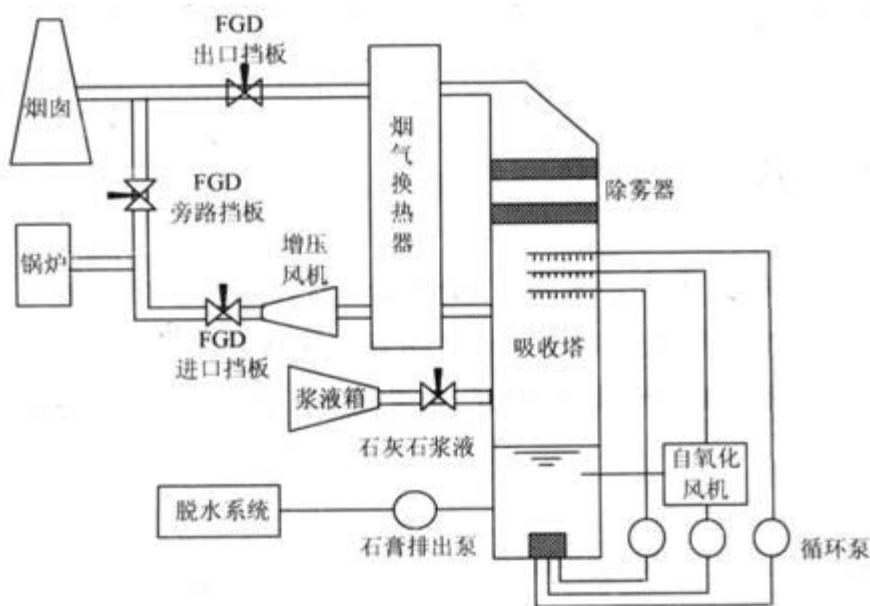 FGD
出口挡板
烟囱
烟气换热器
除雾器
FGD
旁路挡板
锅炉
增压
风机
FGD
进口挡板
吸收塔
浆液箱
石灰石浆液
自氧化
风机
脱水系统
石膏排出泵
循环泵